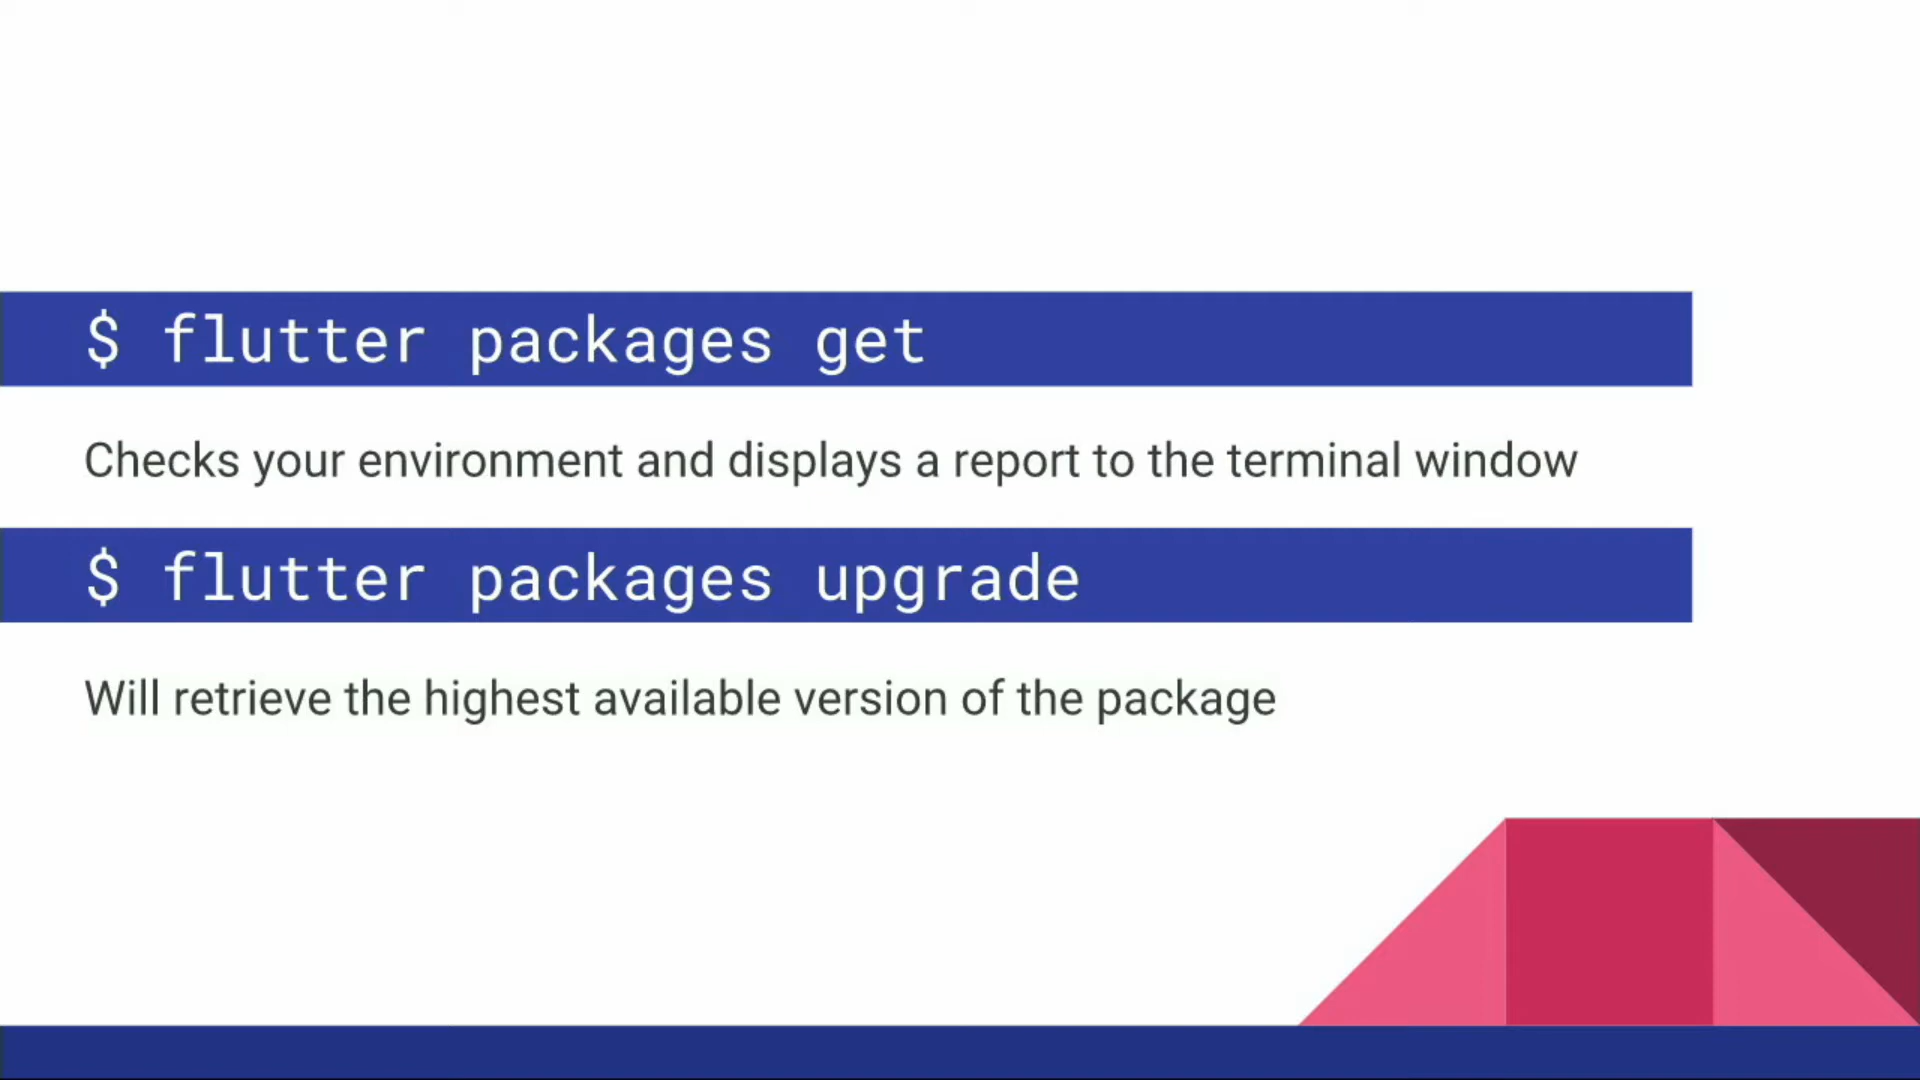 $ flutter packages get
Checks your environment and displays a report to the terminal window
$ flutter packages upgrade
Will retrieve the highest available version of the package